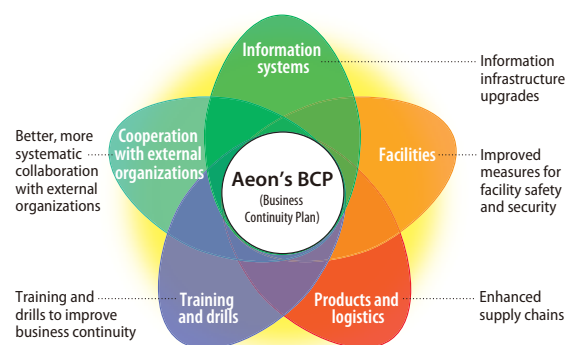 Information
systems
Information
infrastructure
upgrades
Cooperation
with external
organizations
Better, more
systematic
collaboration
with external
organizations
Facilities
Improved
measures for
facility safety
and security
Aeon's BCP
(Business
Continuity Plan)
Training
and drills
Training and
drills to improve
business continuity
Products and
logistics
Enhanced
supply chains